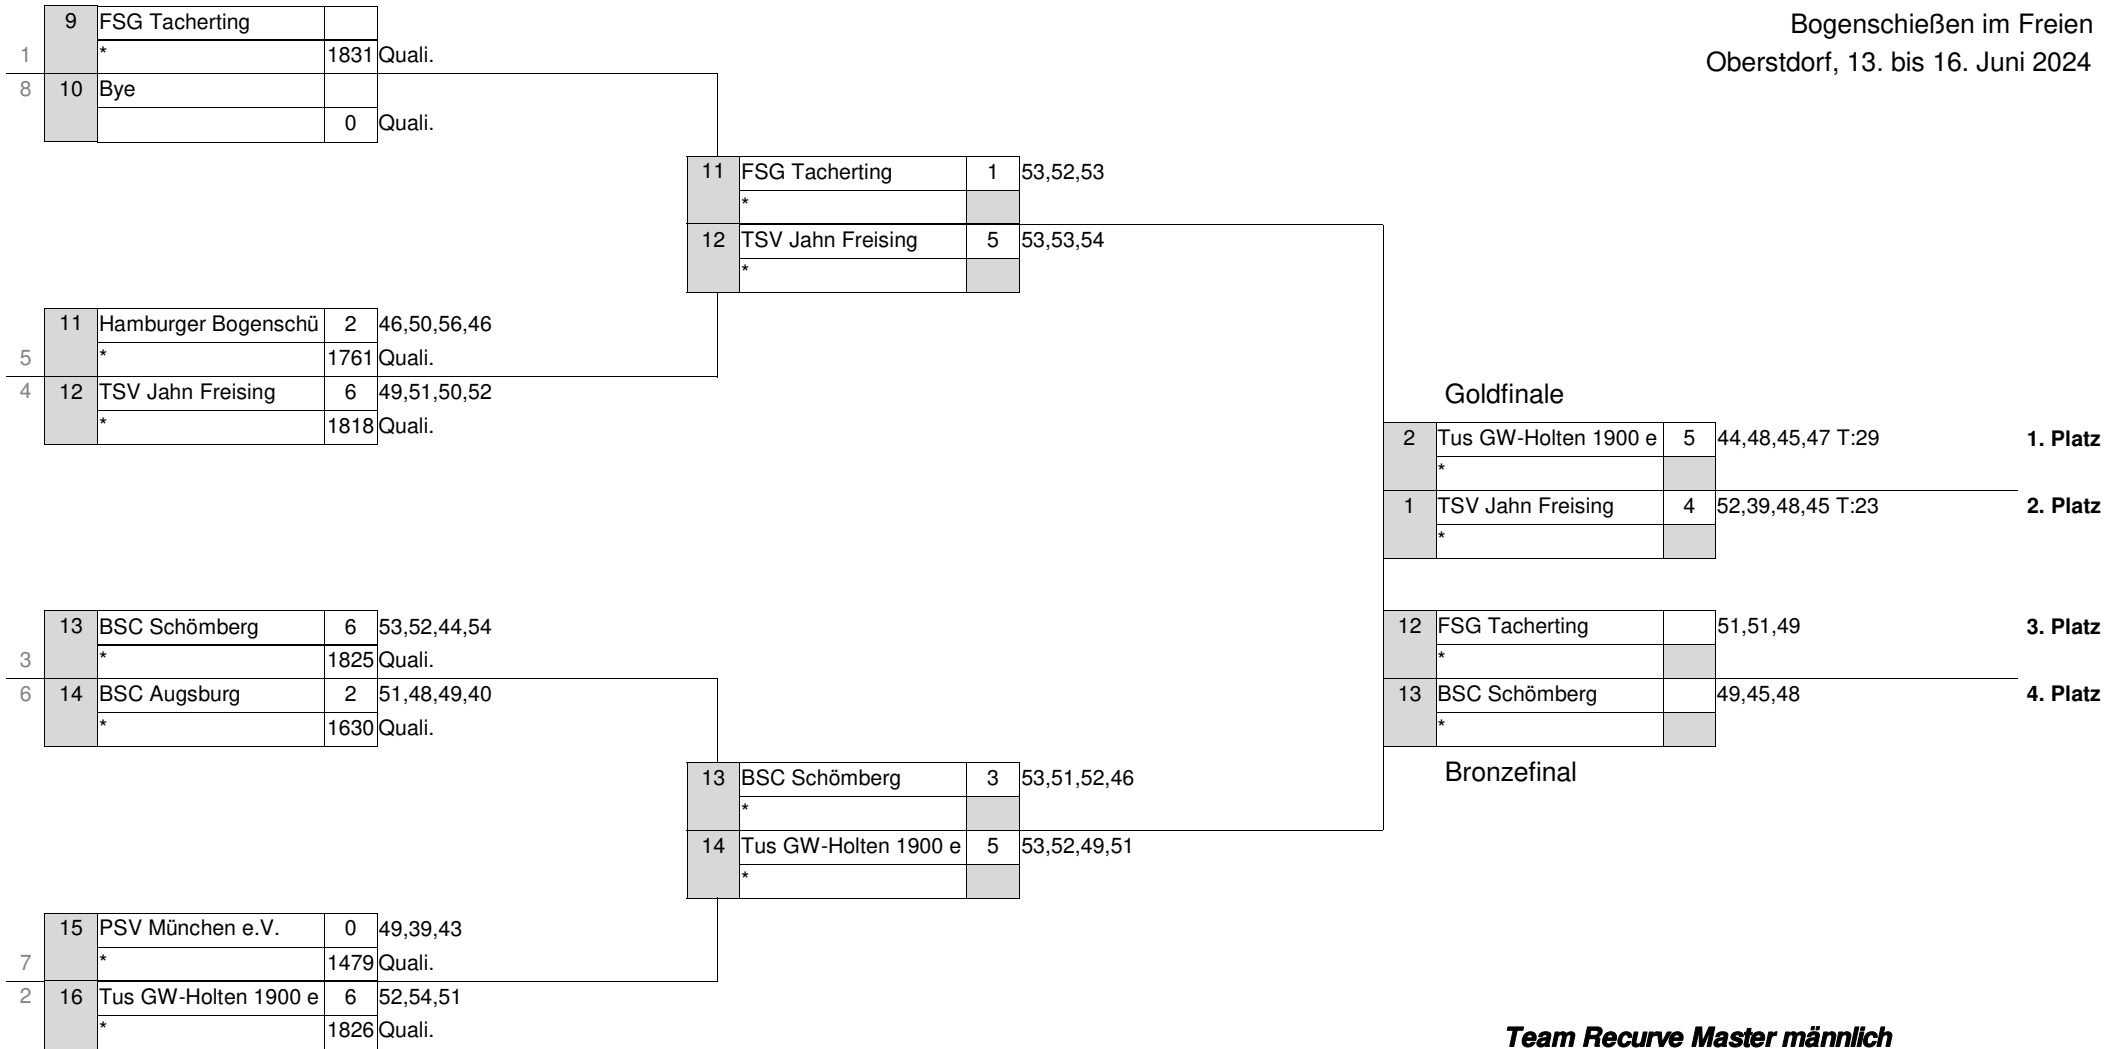 Bogenschießen im Freien
Oberstdorf, 13. bis 16. Juni 2024
9 FSG Tacherting
1 * 1831 Quali.
8 10 Bye
0 Quali.
11 FSG Tacherting 1 53,52,53
*
12 TSV Jahn Freising 5 53,53,54
*
11 Hamburger Bogenschü 2 46,50,56,46
5 * 1761 Quali.
4 12 TSV Jahn Freising 6 49,51,50,52
* 1818 Quali.
Goldfinale
2 Tus GW-Holten 1900 e 5 44,48,45,47 T:29 1. Platz
*
1 TSV Jahn Freising 4 52,39,48,45 T:23 2. Platz
*
13 BSC Schömberg 6 53,52,44,54
3 * 1825 Quali.
6 14 BSC Augsburg 2 51,48,49,40
* 1630 Quali.
12 FSG Tacherting 51,51,49 3. Platz
*
13 BSC Schömberg 49,45,48 4. Platz
*
Bronzefinal
13 BSC Schömberg 3 53,51,52,46
*
14 Tus GW-Holten 1900 e 5 53,52,49,51
*
15 PSV München e.V. 0 49,39,43
7 * 1479 Quali.
2 16 Tus GW-Holten 1900 e 6 52,54,51
* 1826 Quali.
Team Recurve Master männlich